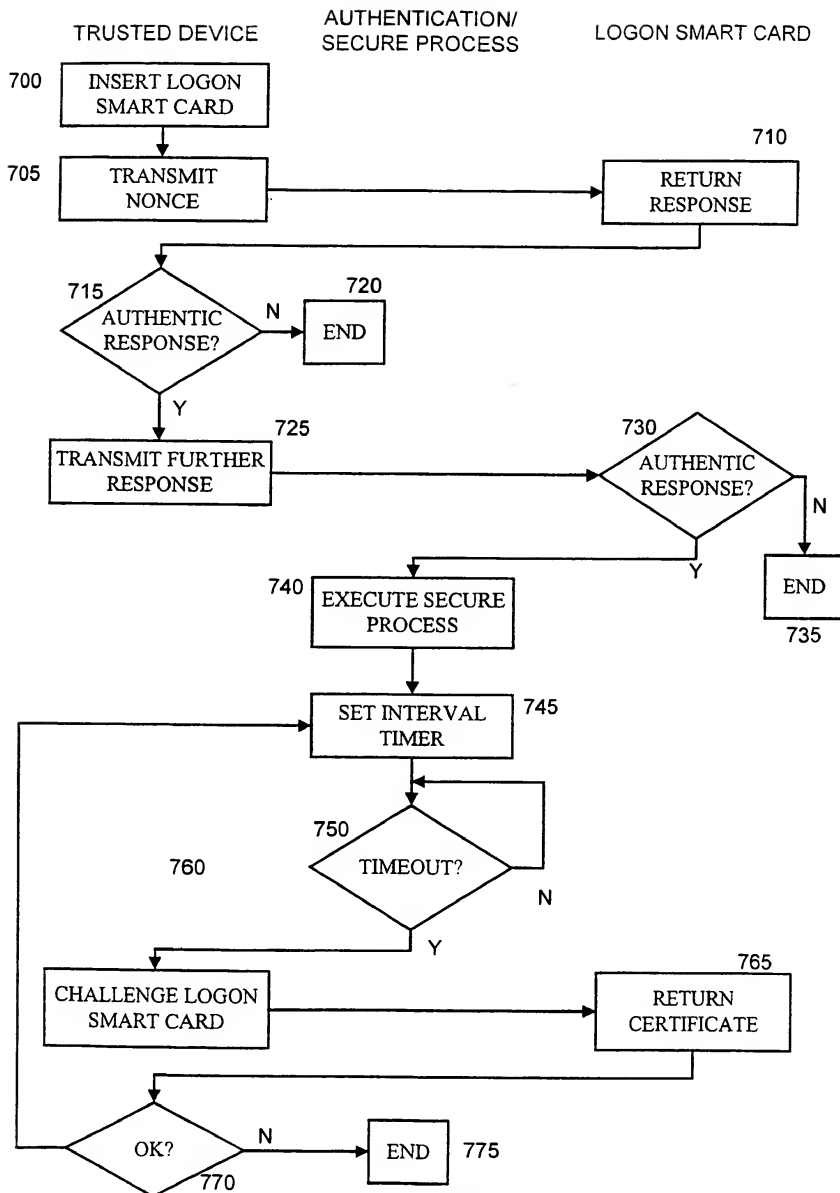 TRUSTED DEVICE
AUTHENTICATION/
SECURE PROCESS
LOGON SMART CARD
700
INSERT LOGON
SMART CARD
705
TRANSMIT
NONCE
710
RETURN
RESPONSE
715
AUTHENTIC
RESPONSE?
N
720
END
Y
725
TRANSMIT FURTHER
RESPONSE
730
AUTHENTIC
RESPONSE?
N
Y
END
735
740
EXECUTE SECURE
PROCESS
SET INTERVAL
TIMER
745
750
TIMEOUT?
N
760
Y
CHALLENGE LOGON
SMART CARD
765
RETURN
CERTIFICATE
OK?
N
END
775
770